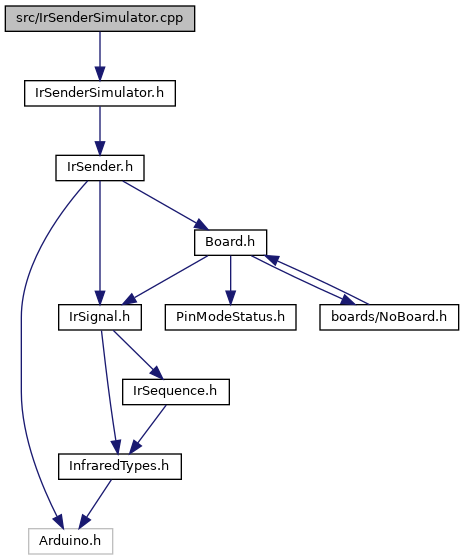 src/IrSenderSimulator.cpp
IrSenderSimulator.h
IrSender.h
Board.h
IrSignal.h
PinModeStatus.h
boards/NoBoard.h
IrSequence.h
InfraredTypes.h
Arduino.h